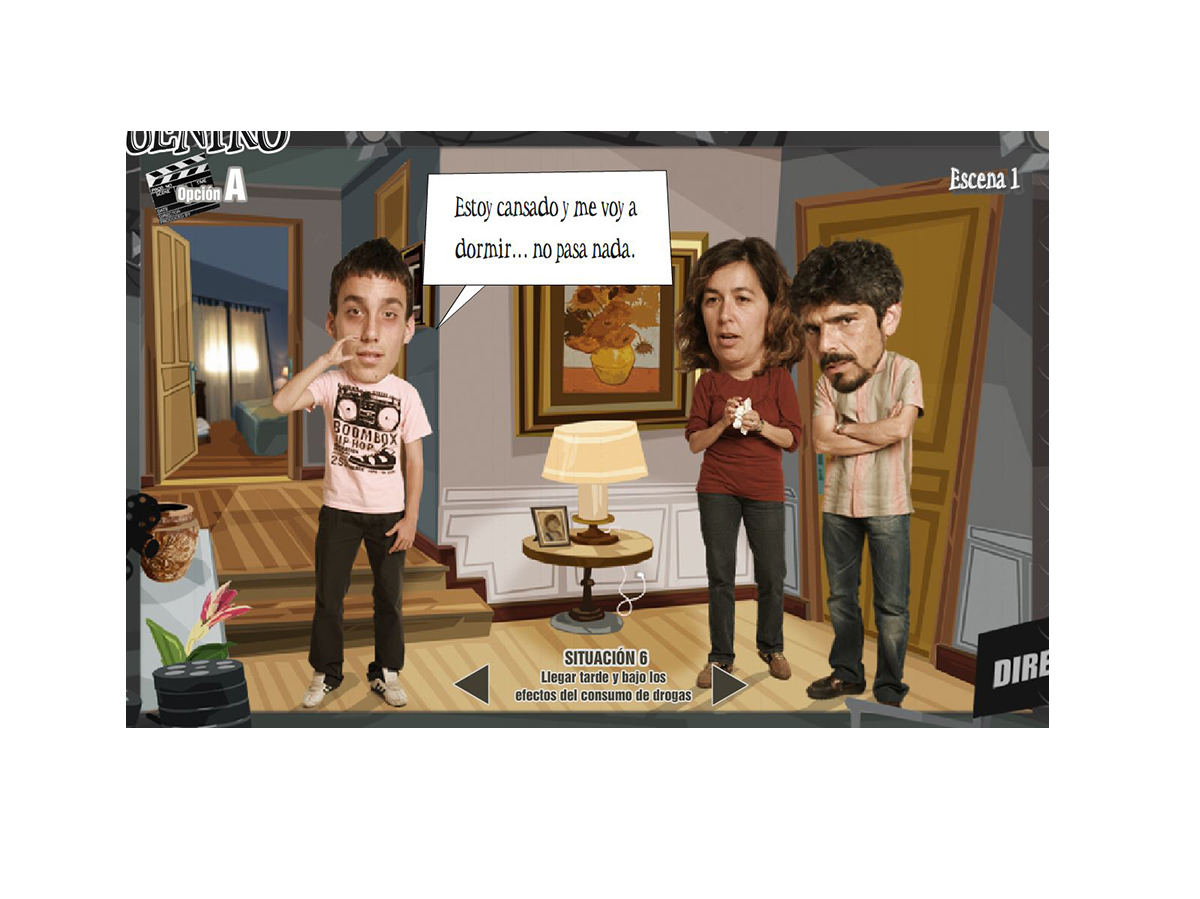 Opción A
Escena 1
Estoy cansado y me voy a
dormir... no pasa nada.
BOOMBOX
HIP HOP
SITUACIÓN 6
Llegar tarde y bajo los
efectos del consumo de drogas
DIRE